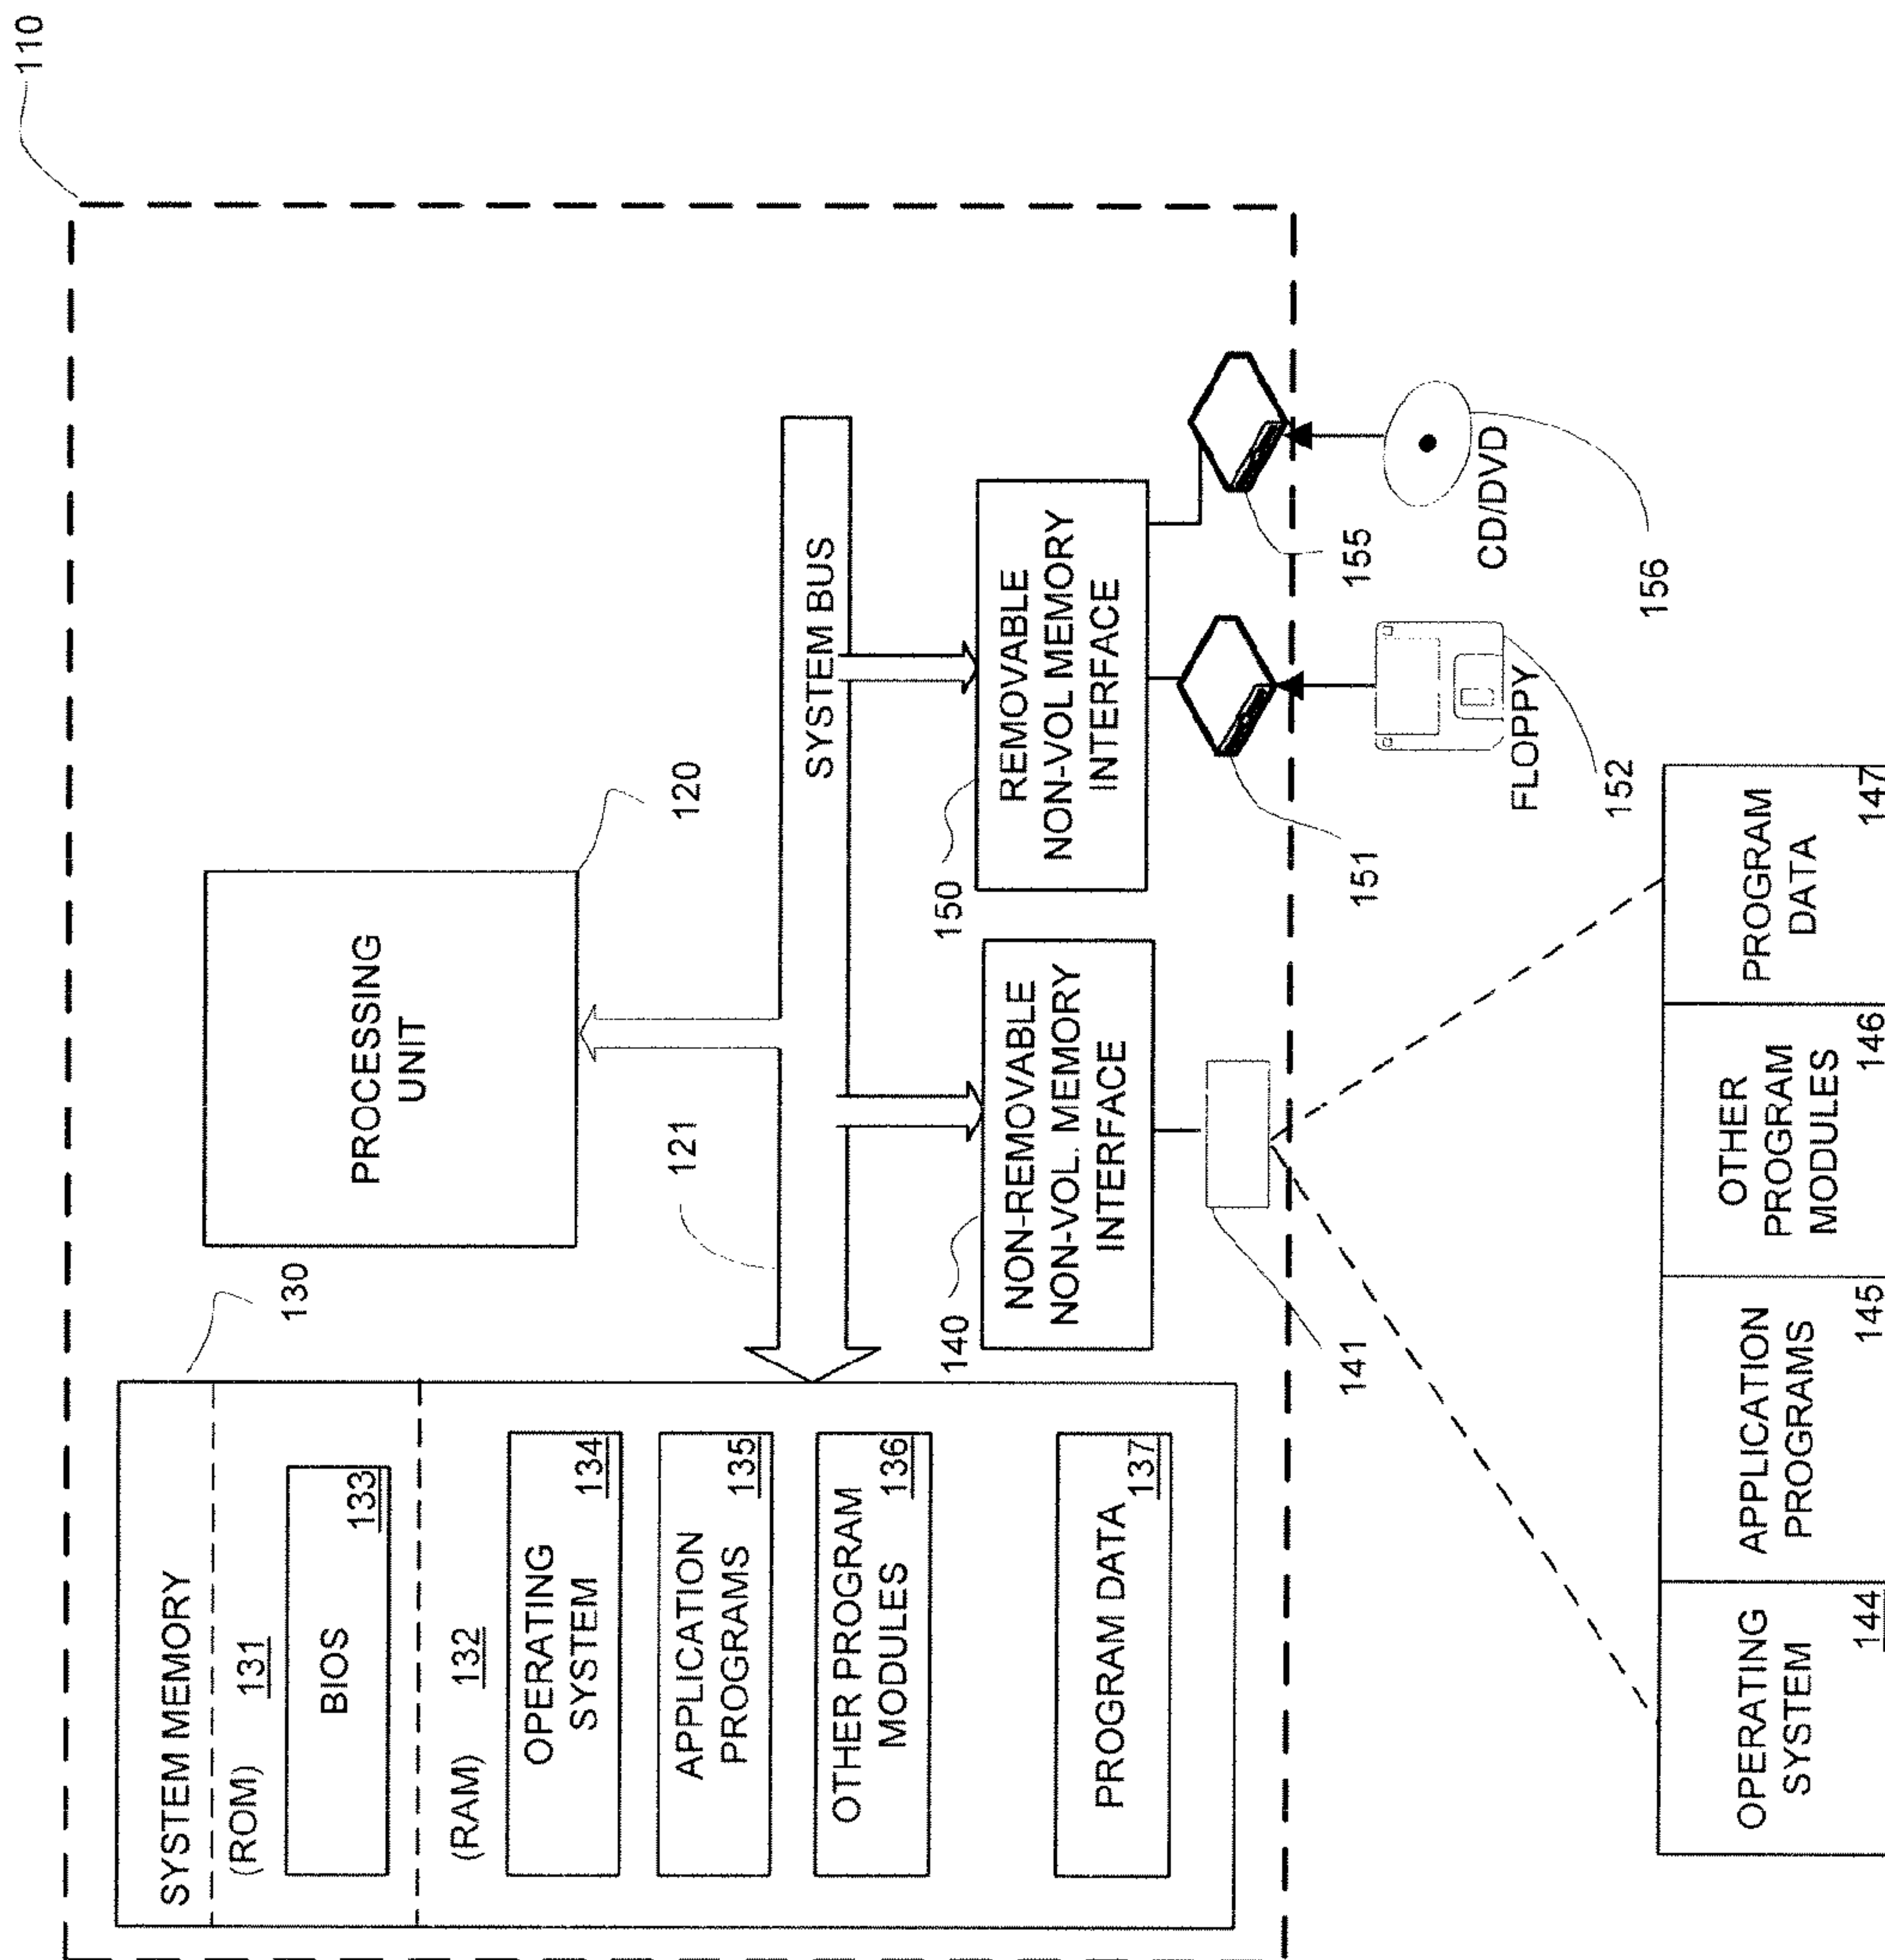 110
SYSTEM MEMORY
(ROM) 131
BIOS
133
(RAM) 132
OPERATING
SYSTEM
134
APPLICATION
PROGRAMS
135
OTHER PROGRAM
MODULES
136
PROGRAM DATA
137
130
PROCESSING
UNIT
120
121
SYSTEM BUS
140
NON-REMOVABLE
NON-VOL. MEMORY
INTERFACE
150
REMOVABLE
NON-VOL MEMORY
INTERFACE
141
151
155
FLOPPY
152
CD/DVD
156
OPERATING
SYSTEM
144
APPLICATION
PROGRAMS
145
OTHER
PROGRAM
MODULES
146
PROGRAM
DATA
147